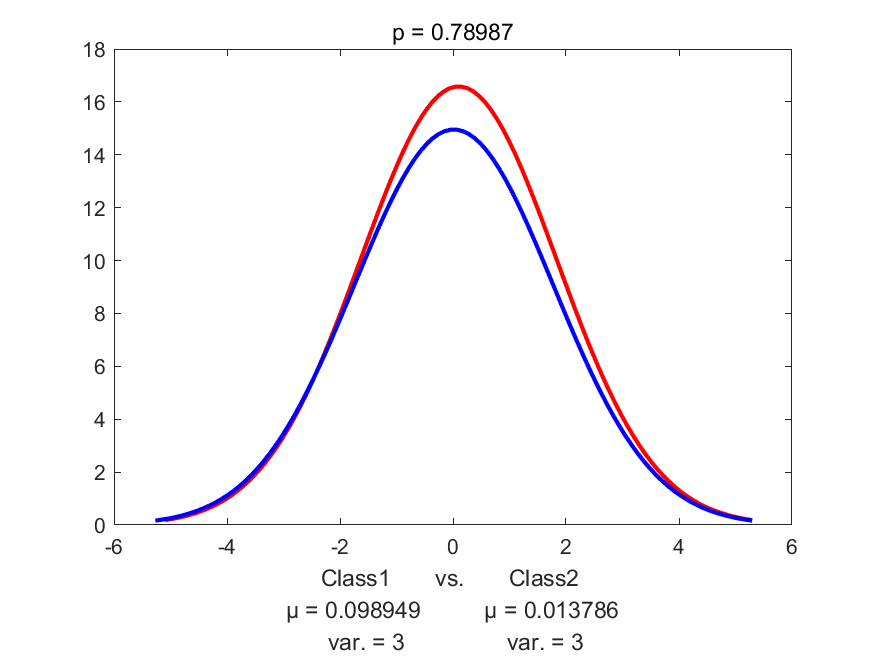 p = 0.78987
18
16
14
12
10
8
6
4
2
0
-6 -4 -2 0 2 4 6
Class1 vs. Class2
μ = 0.098949 μ = 0.013786
var. = 3 var. = 3